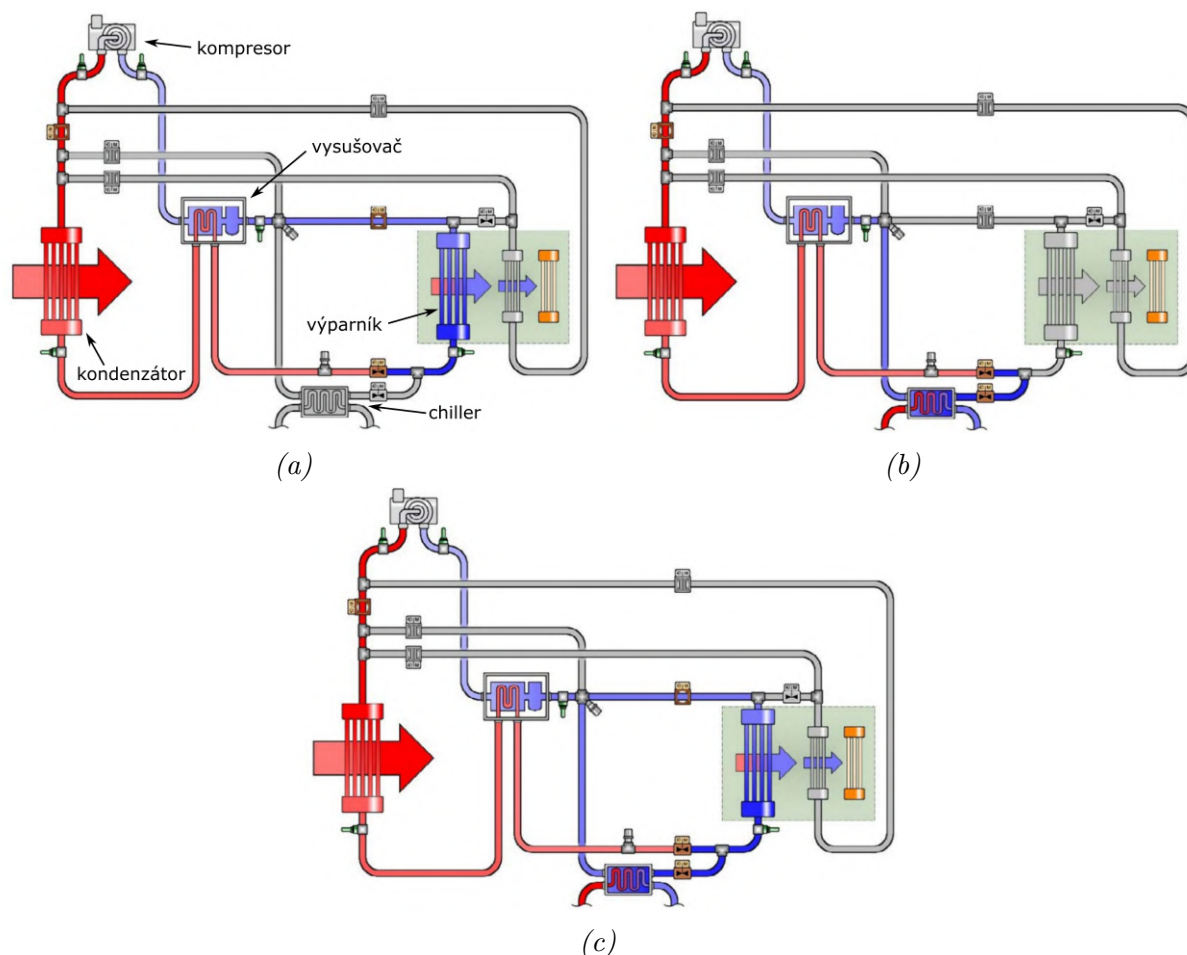 kompresor
vysušovač
výparník
kondenzátor
chiller
(a)
(b)
(c)